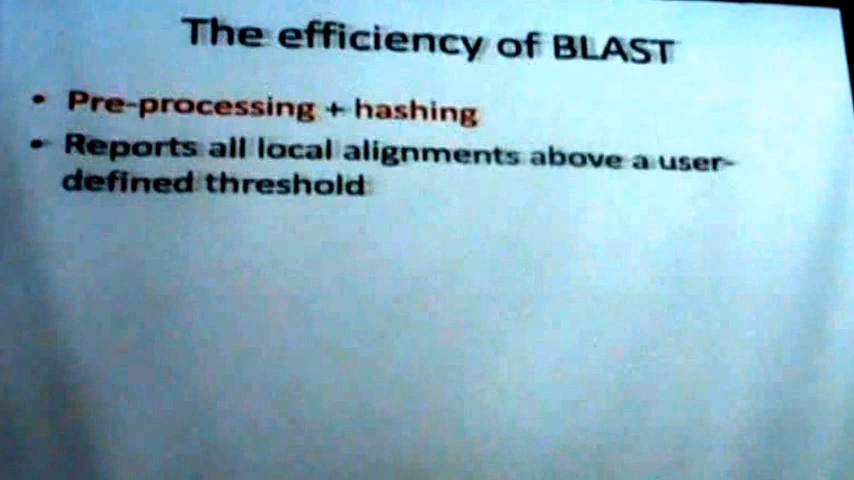 The efficiency of BLAST
• Pre-processing + hashing
• Reports all local alignments above a user-
defined threshold